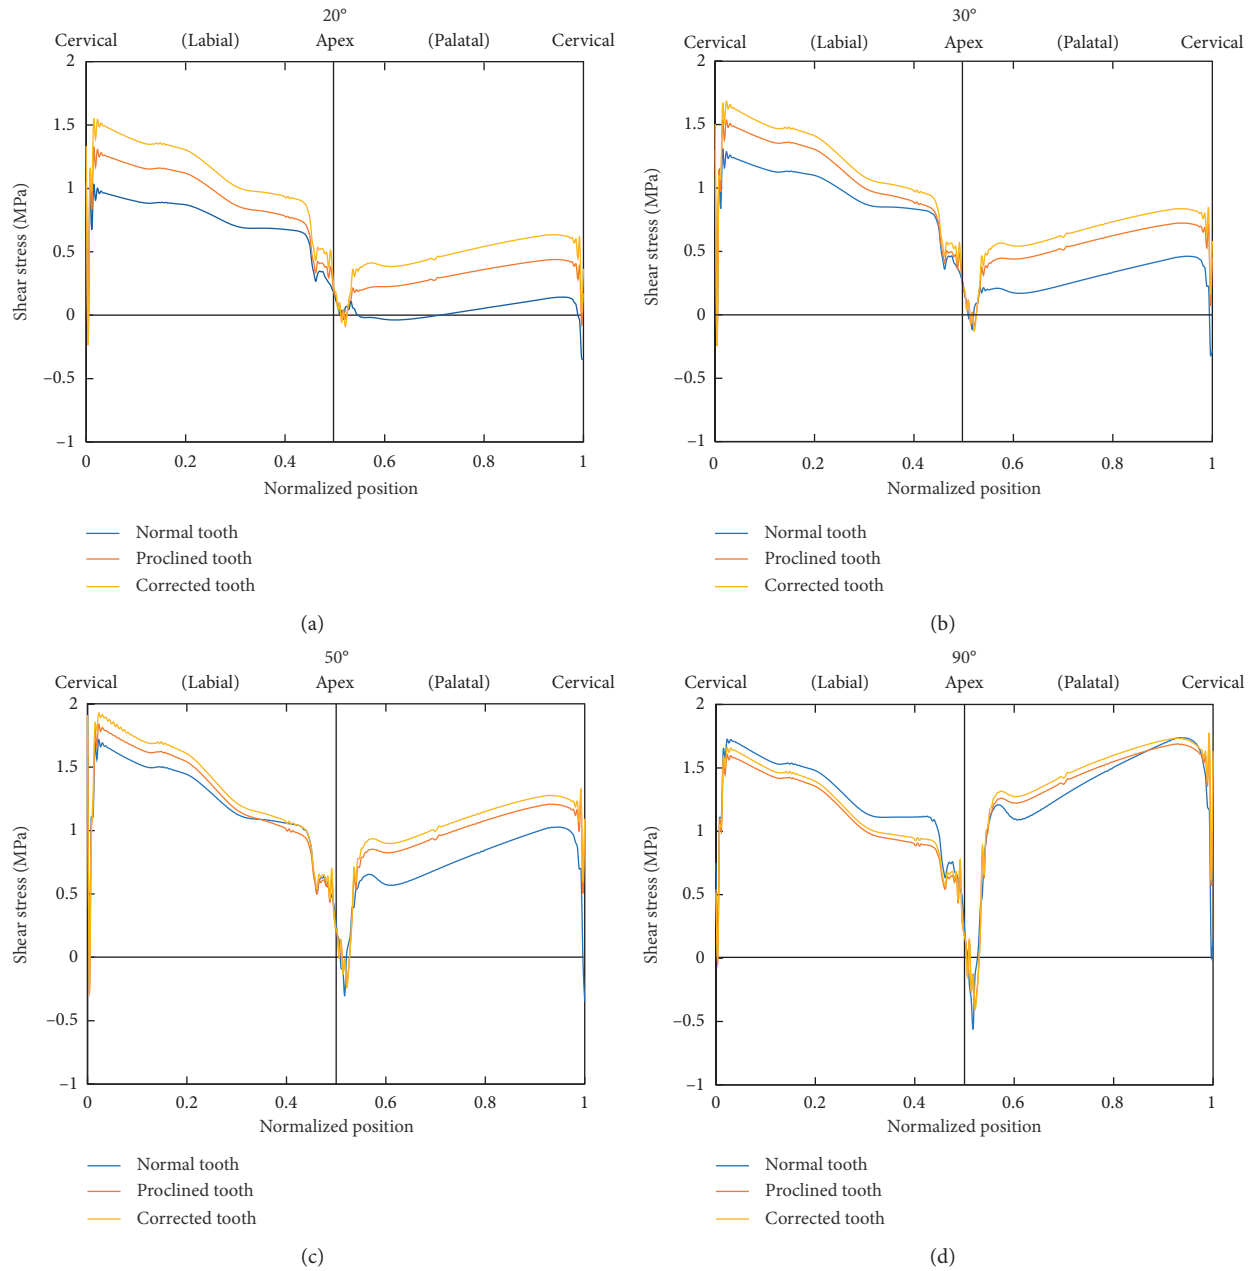 20°
Cervical (Labial) Apex (Palatal) Cervical
2
1.5
1
0.5
0
−0.5
−1
Shear stress (MPa)
0 0.2 0.4 0.6 0.8 1
Normalized position
Normal tooth
Proclined tooth
Corrected tooth
(a)
30°
Cervical (Labial) Apex (Palatal) Cervical
2
1.5
1
0.5
0
−0.5
−1
Shear stress (MPa)
0 0.2 0.4 0.6 0.8 1
Normalized position
Normal tooth
Proclined tooth
Corrected tooth
(b)
50°
Cervical (Labial) Apex (Palatal) Cervical
2
1.5
1
0.5
0
−0.5
−1
Shear stress (MPa)
0 0.2 0.4 0.6 0.8 1
Normalized position
Normal tooth
Proclined tooth
Corrected tooth
(c)
90°
Cervical (Labial) Apex (Palatal) Cervical
2
1.5
1
0.5
0
−0.5
−1
Shear stress (MPa)
0 0.2 0.4 0.6 0.8 1
Normalized position
Normal tooth
Proclined tooth
Corrected tooth
(d)